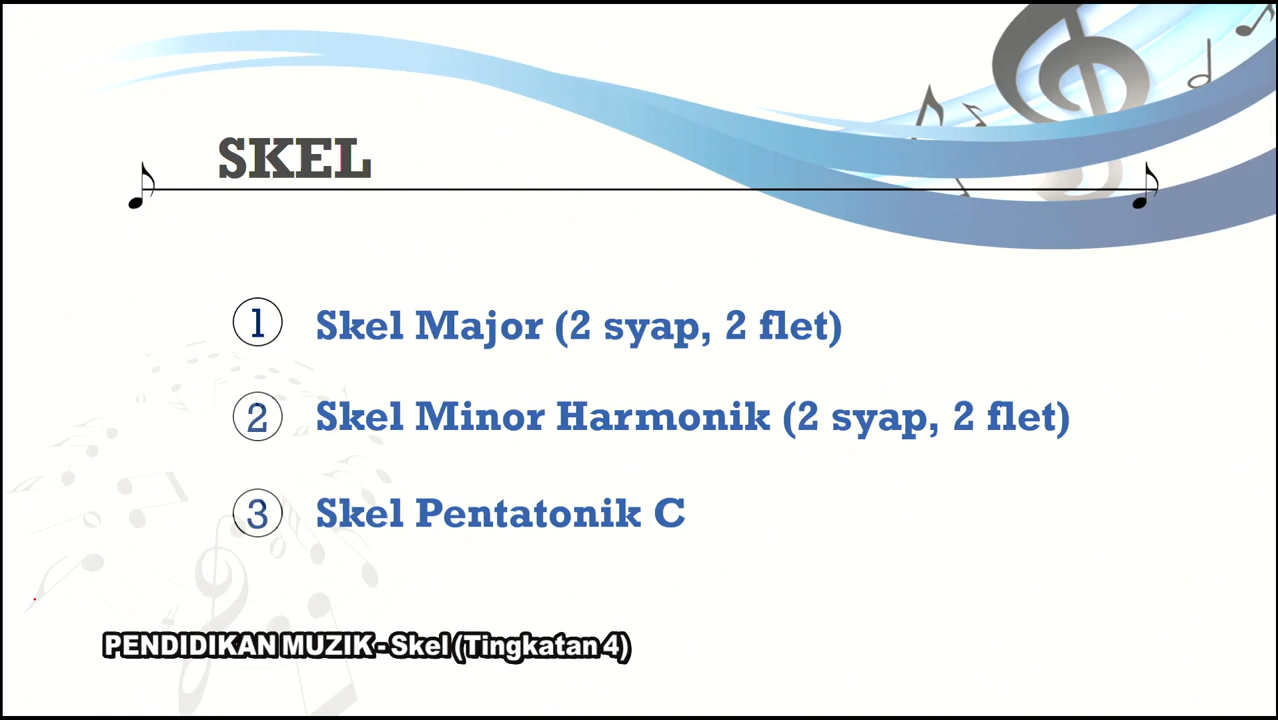 SKEL
1 Skel Major (2 syap, 2 flet)
2 Skel Minor Harmonik (2 syap, 2 flet)
3 Skel Pentatonik C
PENDIDIKAN MUZIK - Skel (Tingkatan 4)